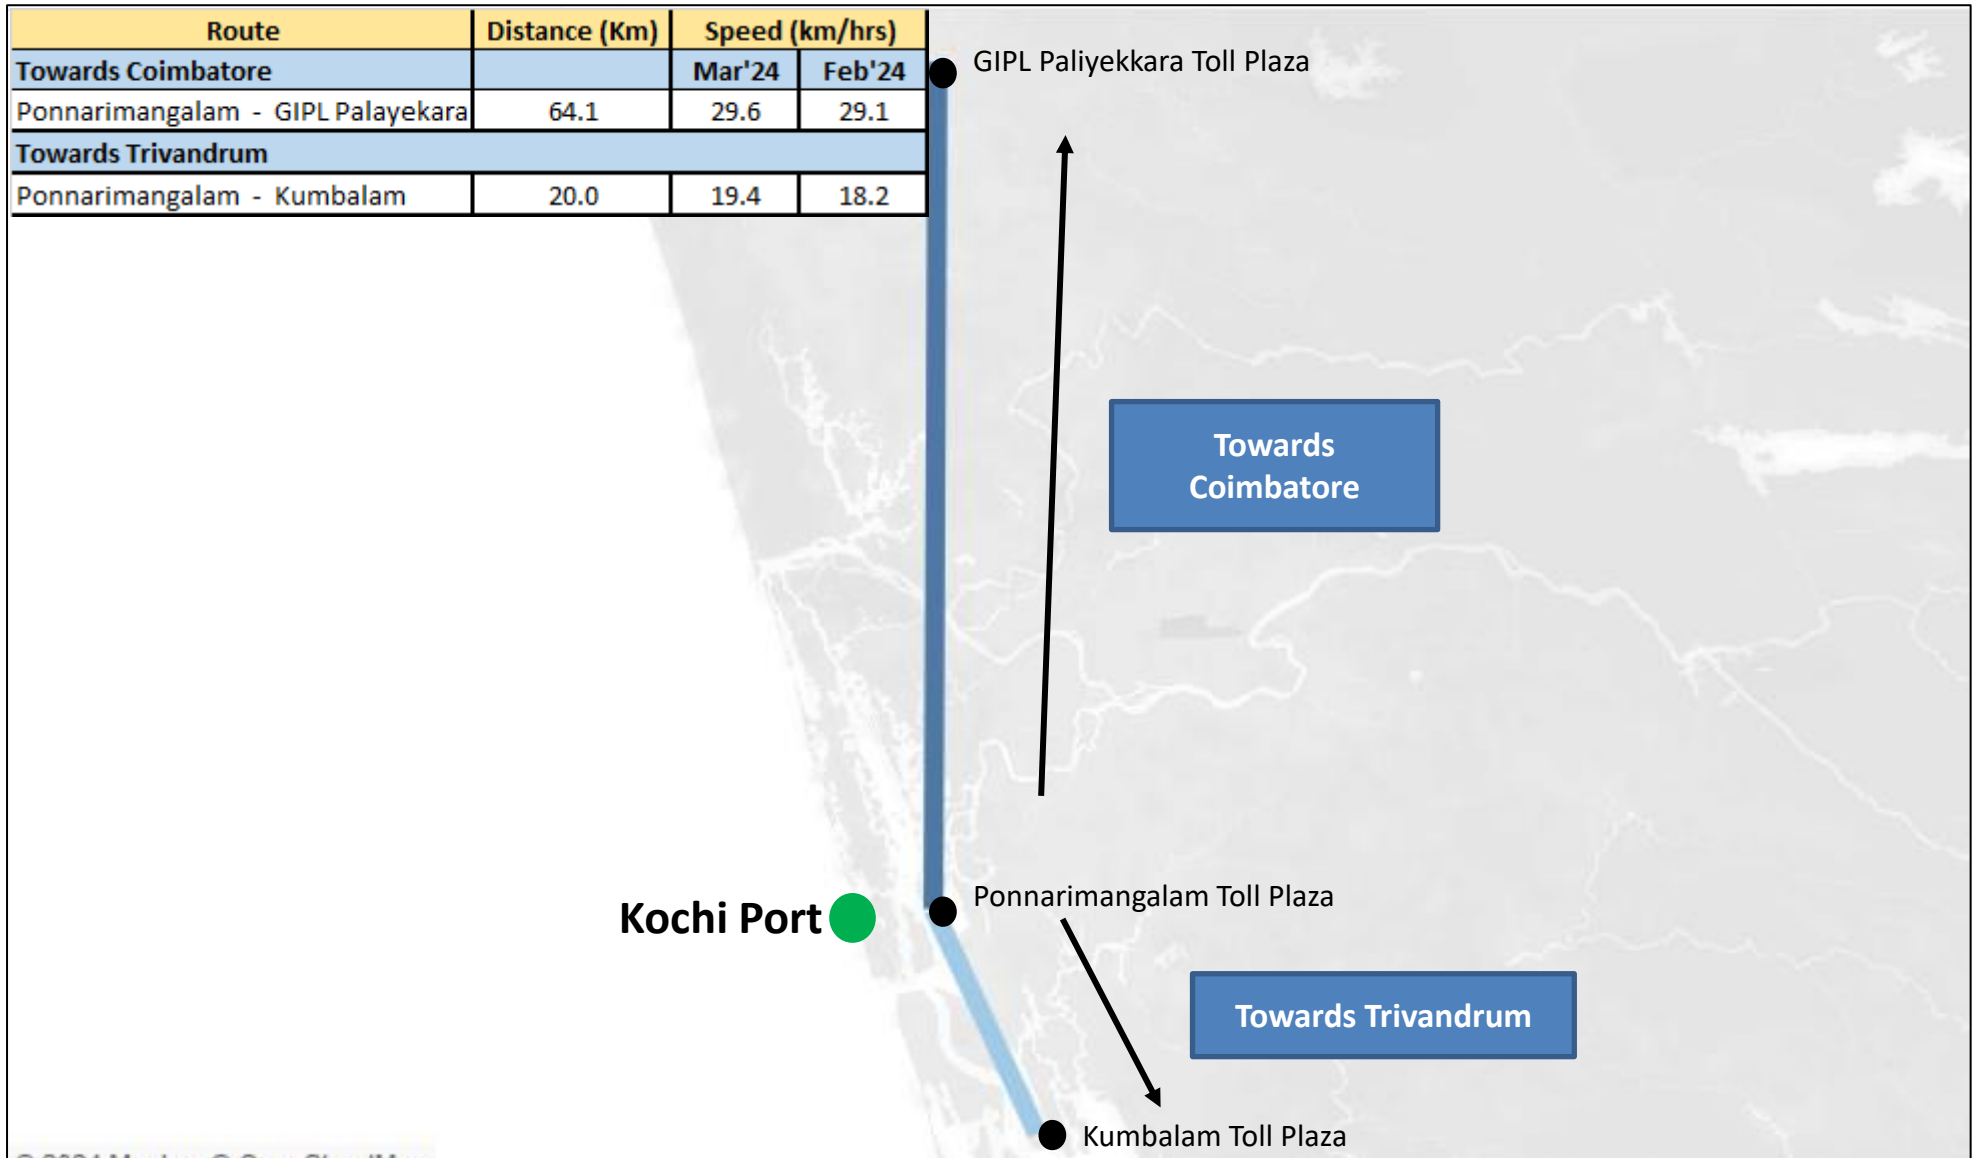 Route Distance (Km) Speed (km/hrs)
Towards Coimbatore Mar'24 Feb'24
Ponnarimangalam - GIPL Palayekara 64.1 29.6 29.1
Towards Trivandrum
Ponnarimangalam - Kumbalam 20.0 19.4 18.2
GIPL Paliyekkara Toll Plaza
Towards
Coimbatore
Ponnarimangalam Toll Plaza
Kochi Port
Towards Trivandrum
Kumbalam Toll Plaza